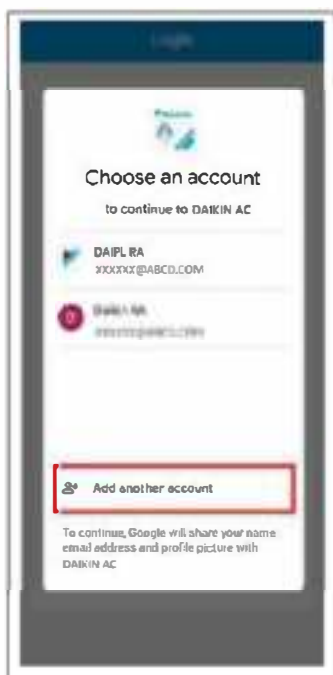 Login
Choose an account
to continue to DAIKIN AC
DAIPL RA
XXXXXX@ABCD.COM
Add another account
To continue, Google will share your name
email address and profile picture with
DAIKIN AC